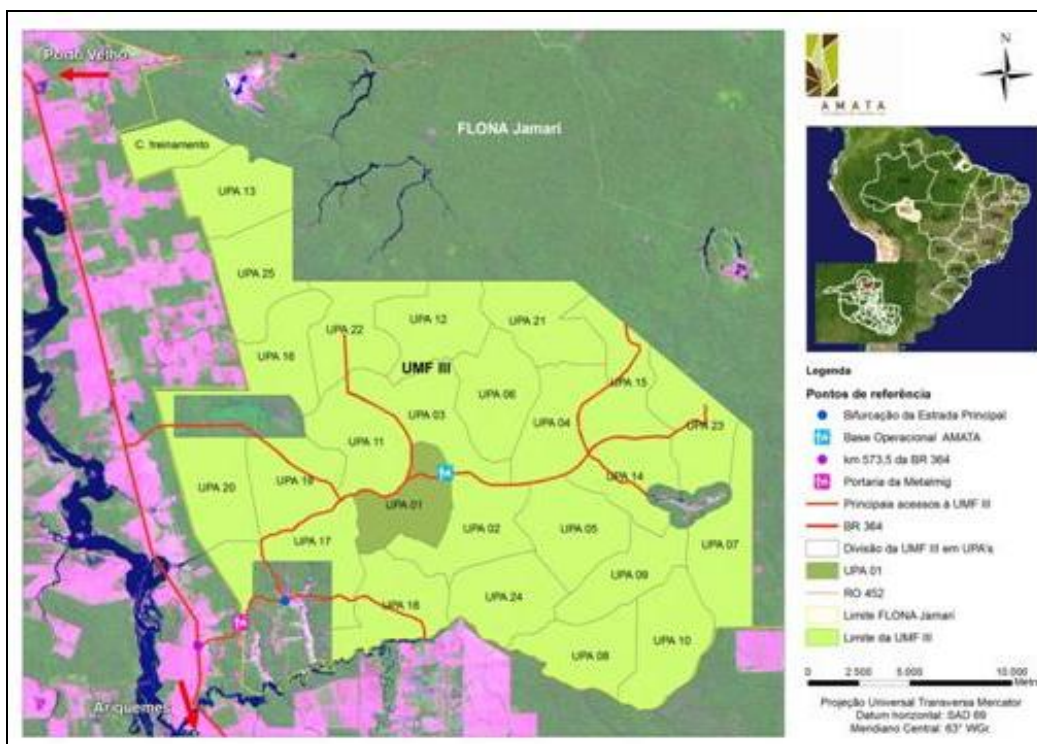 Porto Velho
FLONA Jamari
C. treinamento
UPA 13
UPA 25
UPA 12
UPA 21
UPA 22
UPA 16
UMF III
UPA 15
UPA 06
UPA 03
UPA 04
UPA 23
UPA 11
UPA 14
UPA 20
UPA 19
UPA 01
UPA 02
UPA 05
UPA 17
UPA 07
UPA 09
UPA 24
UPA 18
UPA 10
UPA 08
Ariquemes
N
AMATA
Legenda
Pontos de referência
Bifurcação da Estrada Principal
Base Operacional AMATA
km 573,5 da BR 364
Portaria da Metalmig
Principais acessos à UMF III
BR 364
Divisão da UMF III em UPA's
UPA 01
RO 452
Limite FLONA Jamari
Limite da UMF III
0 2.500 5.000 10.000
Metro
Projeção Universal Transversa Mercator
Datum horizontal: SAD 69
Meridiano Central: 63° WGr.